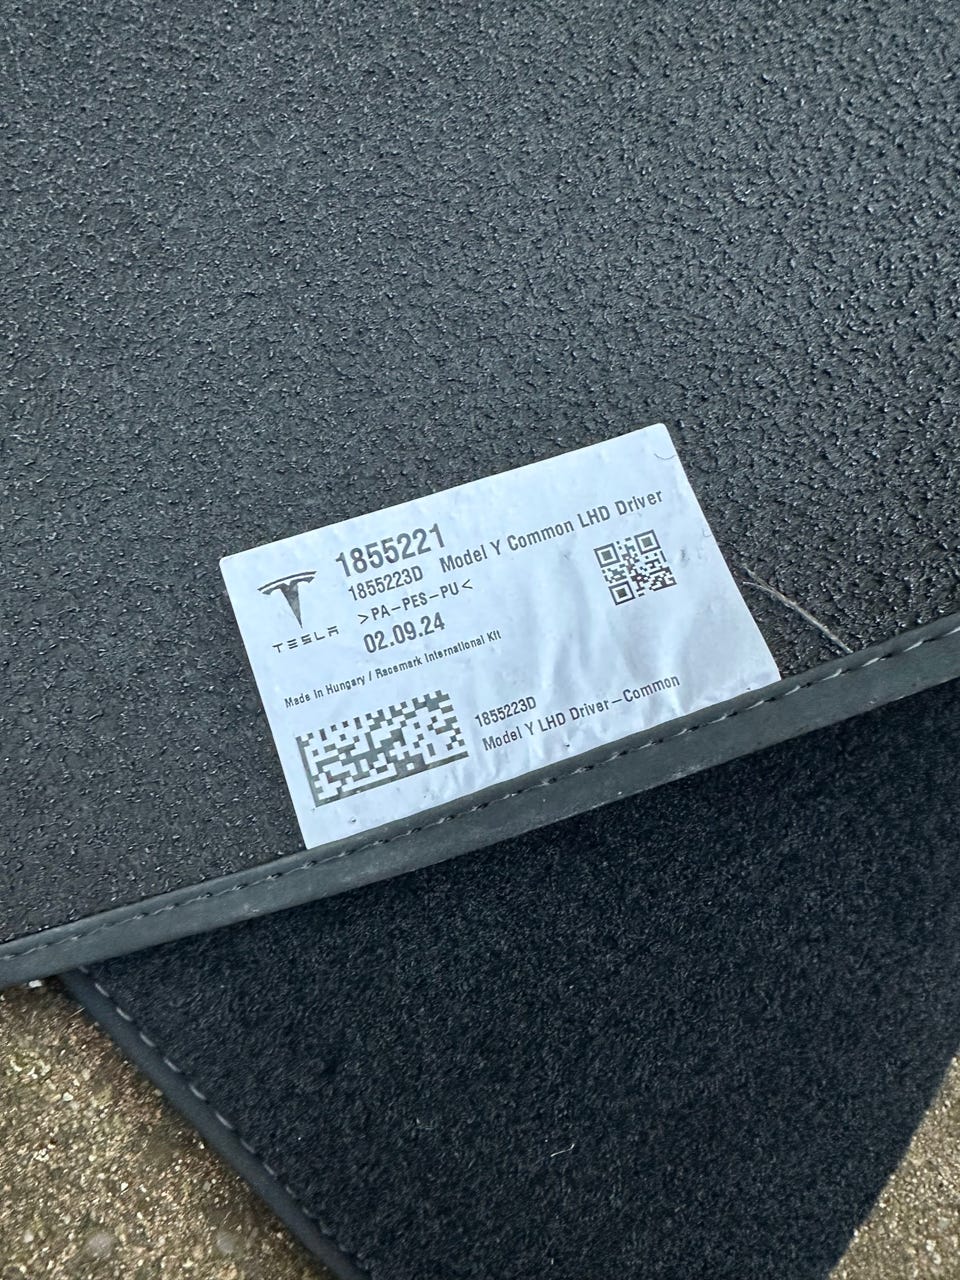 1855221
1855223D Model Y Common LHD Driver
>PA-PES-PU<
TESLA
02.09.24
Made In Hungary / Racemark International Kft
1855223D
Model Y LHD Driver-Common